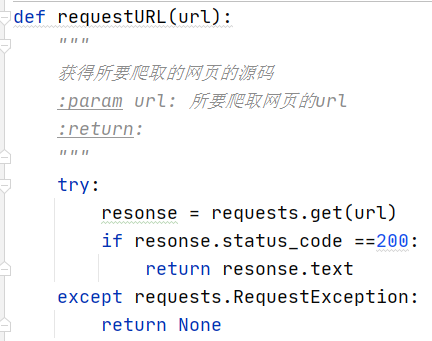 def requestURL(url):
    """
    获得所要爬取的网页的源码
    :param url: 所要爬取网页的url
    :return:
    """
    try:
        resonse = requests.get(url)
        if resonse.status_code ==200:
            return resonse.text
    except requests.RequestException:
        return None